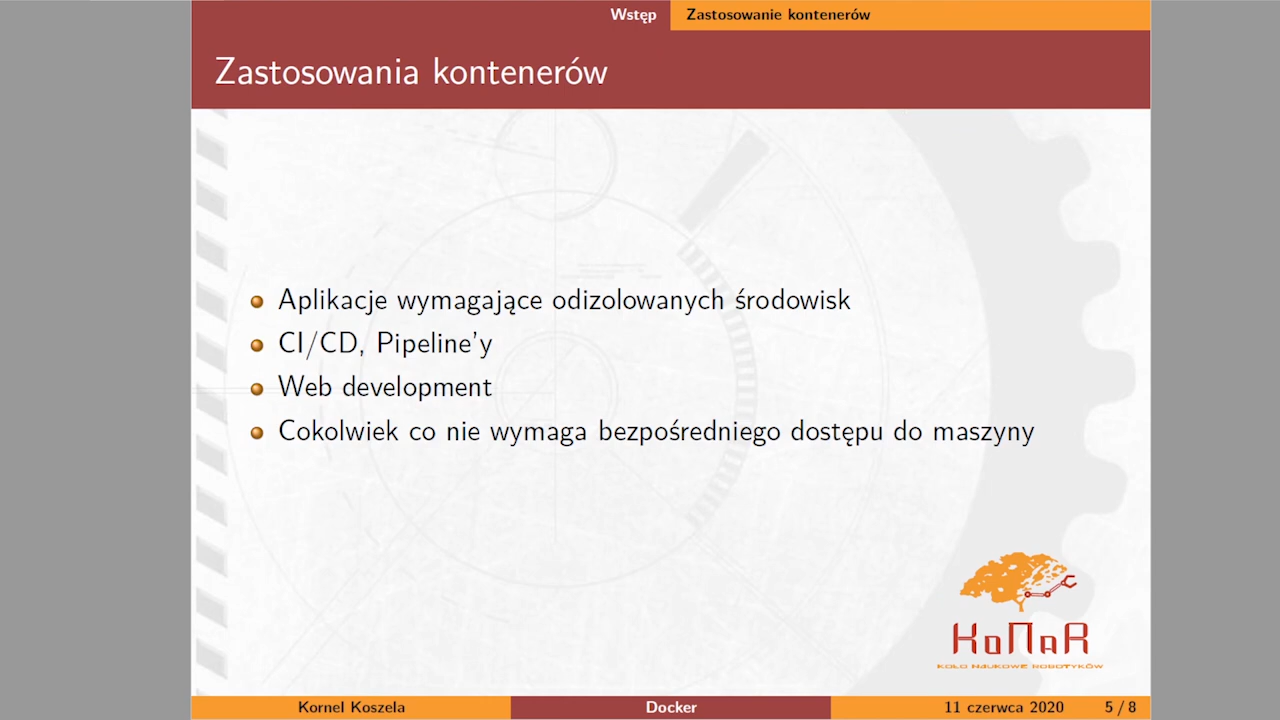 Wstęp Zastosowanie kontenerów
Zastosowania kontenerów
Aplikacje wymagające odizolowanych środowisk
CI/CD, Pipeline'y
Web development
Cokolwiek co nie wymaga bezpośredniego dostępu do maszyny
KoNaR
KOŁO NAUKOWE ROBOTYKÓW
Kornel Koszela Docker 11 czerwca 2020 5 / 8